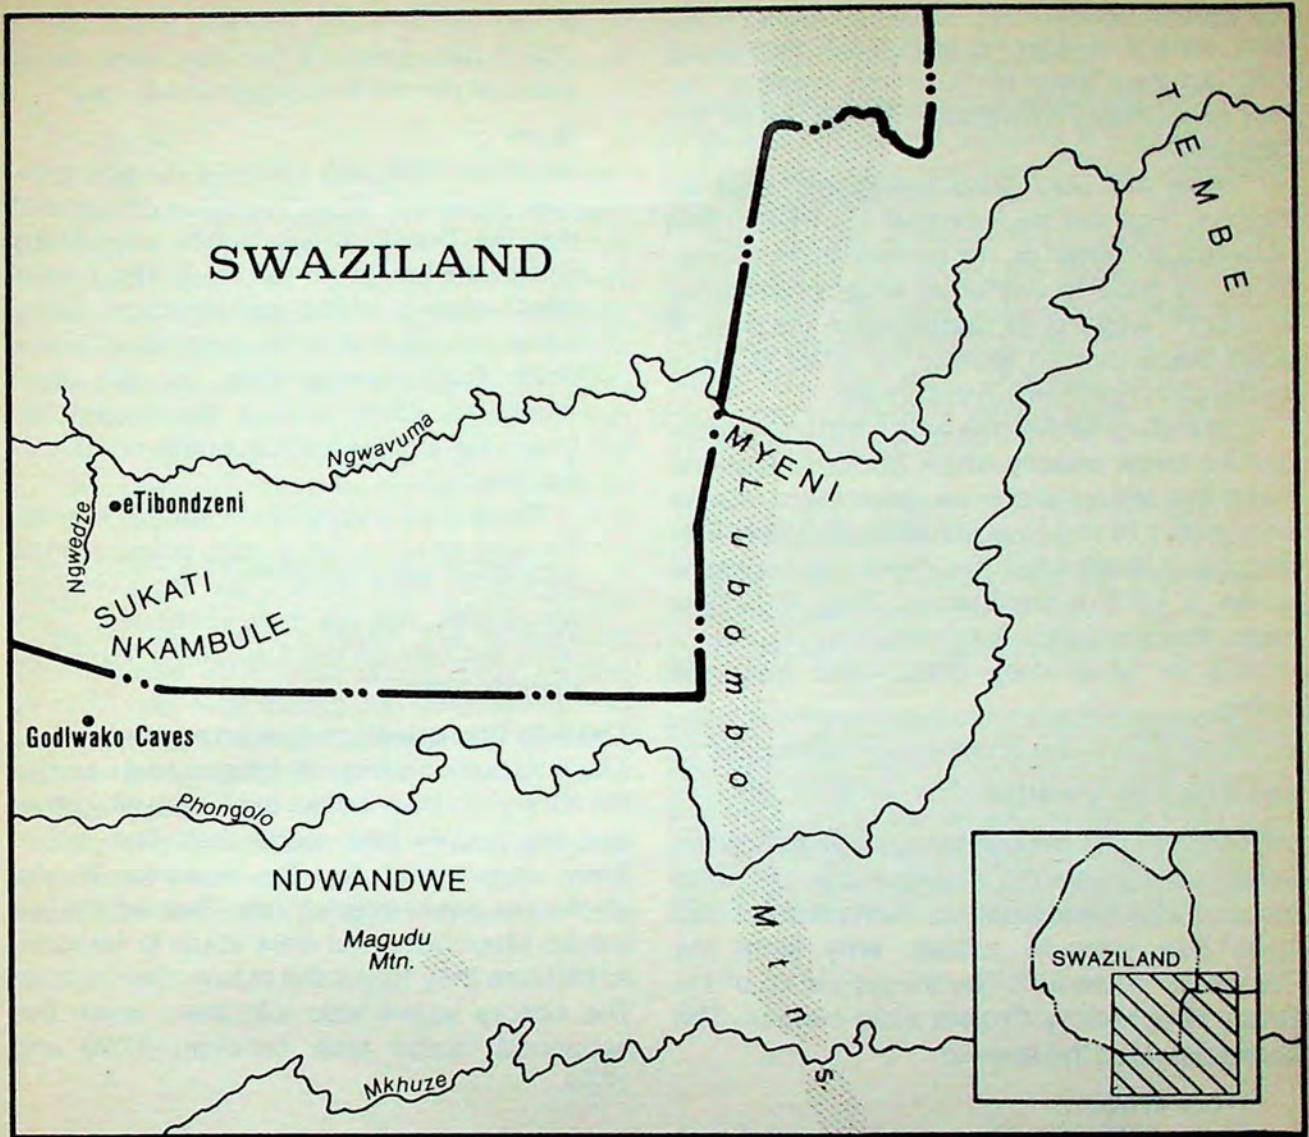 TEMBE
SWAZILAND
Ngwavuma
MYENI
Lubombo Mtns.
eTibondzeni
Ngwedze
SUKATI
NKAMBULE
Godlwako Caves
Phongolo
NDWANDWE
Magudu
Mtn.
Mkhuze
SWAZILAND